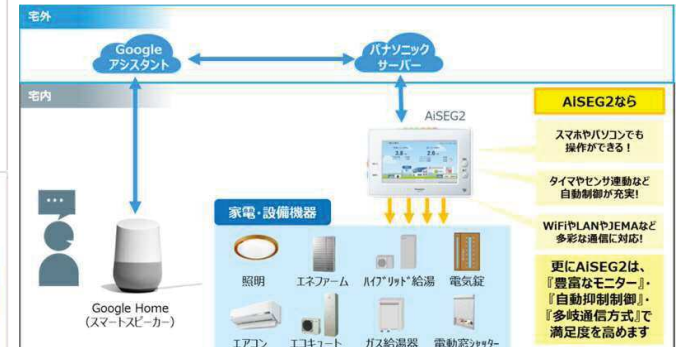 宅外
Google
アシスタント
パナソニック
サーバー
宅内
AiSEG2
AiSEG2なら
スマホやパソコンでも
操作ができる！
タイマやセンサ連動など
自動制御が充実!
WiFiやLANやJEMAなど
多彩な通信に対応!
更にAiSEG2は、
『豊富なモニター』・
『自動抑制制御』・
『多岐通信方式』で
満足度を高めます
家電・設備機器
照明
エネファーム
ハイブリッド給湯
電気錠
Google Home
（スマートスピーカー）
エアコン
エコキュート
ガス給湯器
電動窓シャッター